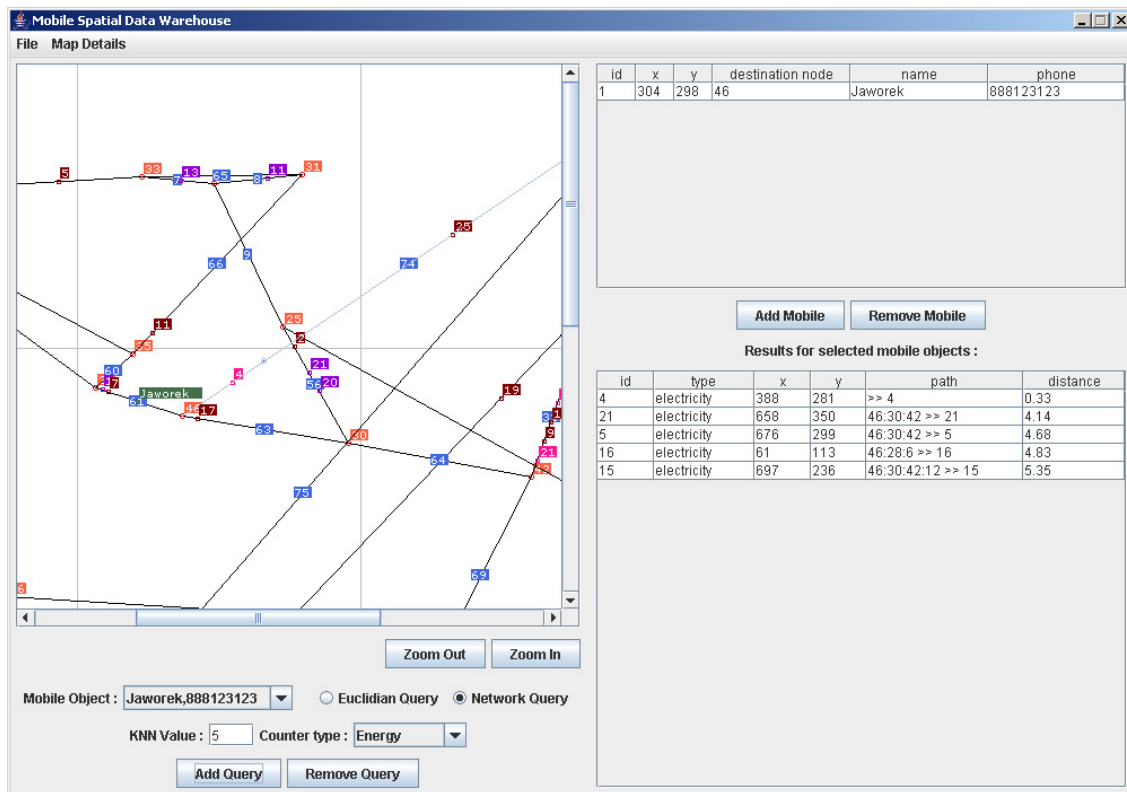 Mobile Spatial Data Warehouse
File Map Details
5
33
7
13
65
8
11
31
9
66
25
74
25
2
11
60
17
Jaworek
61
4
17
63
21
56
20
30
19
64
75
9
21
69
6
Zoom Out Zoom In
Mobile Object : Jaworek,888123123 Euclidian Query Network Query
KNN Value : 5 Counter type : Energy
Add Query Remove Query
id x y destination node name phone
1 304 298 46 Jaworek 888123123
Add Mobile Remove Mobile
Results for selected mobile objects :
id type x y path distance
4 electricity 388 281 >> 4 0.33
21 electricity 658 350 46:30:42 >> 21 4.14
5 electricity 676 299 46:30:42 >> 5 4.68
16 electricity 61 113 46:28:6 >> 16 4.83
15 electricity 697 236 46:30:42:12 >> 15 5.35